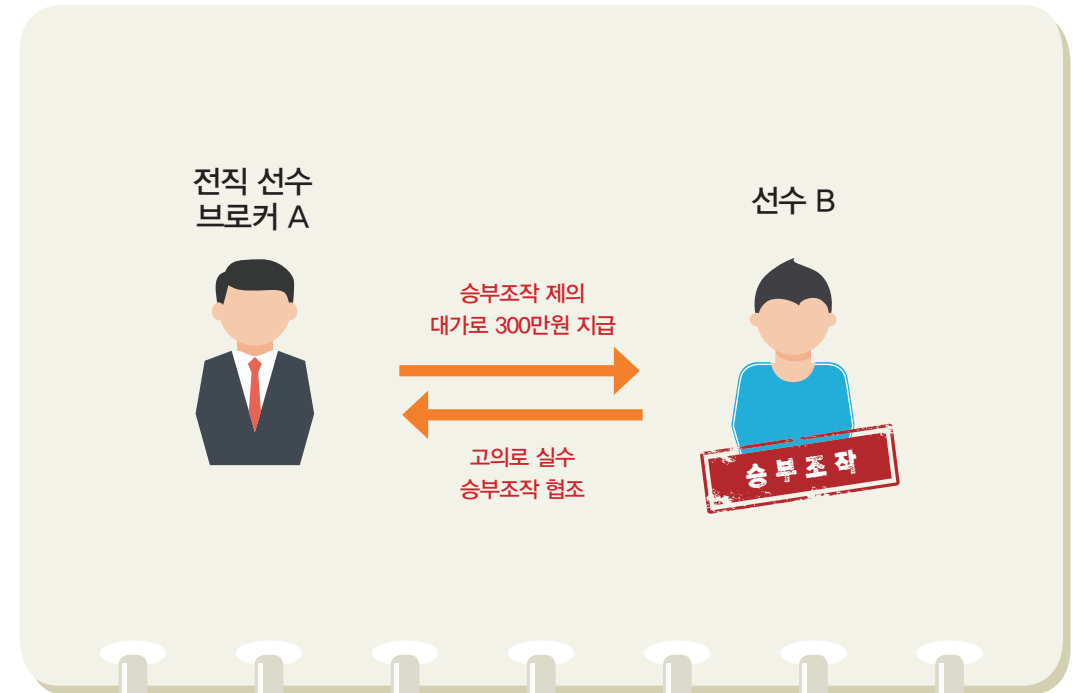 전직 선수
브로커 A
선수 B
승부조작 제의
대가로 300만원 지급
고의로 실수
승부조작 협조
승부조작